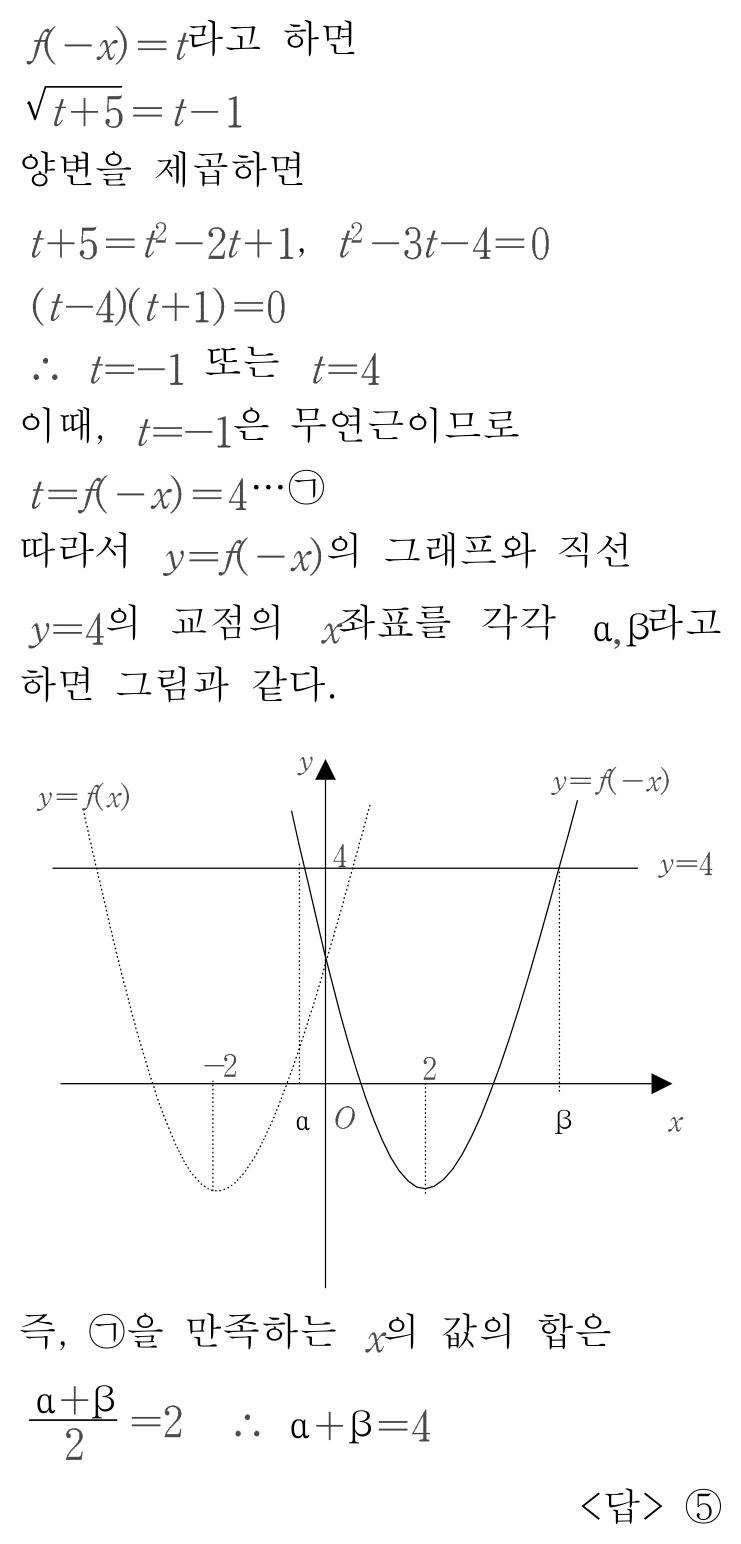 f(-x)=t라고 하면
√(t+5)=t-1
양변을 제곱하면
t+5=t²-2t+1, t²-3t-4=0
(t-4)(t+1)=0
∴ t=-1 또는 t=4
이때, t=-1은 무연근이므로
t=f(-x)=4…㉠
따라서 y=f(-x)의 그래프와 직선
y=4의 교점의 x좌표를 각각 α,β라고
하면 그림과 같다.
y
y=f(x)
y=f(-x)
4
y=4
-2
2
α
O
β
x
즉, ㉠을 만족하는 x의 값의 합은
(α+β)/2=2 ∴ α+β=4
<답> ⑤